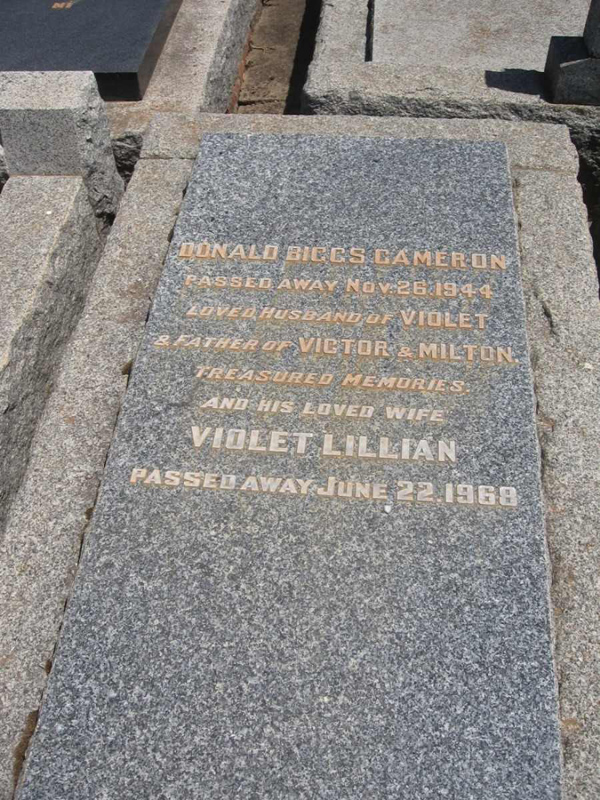 DONALD BIGGS CAMERON
PASSED AWAY NOV. 26. 1944
LOVED HUSBAND OF VIOLET
& FATHER OF VICTOR & MILTON.
TREASURED MEMORIES.
AND HIS LOVED WIFE
VIOLET LILLIAN
PASSED AWAY JUNE 22. 1968